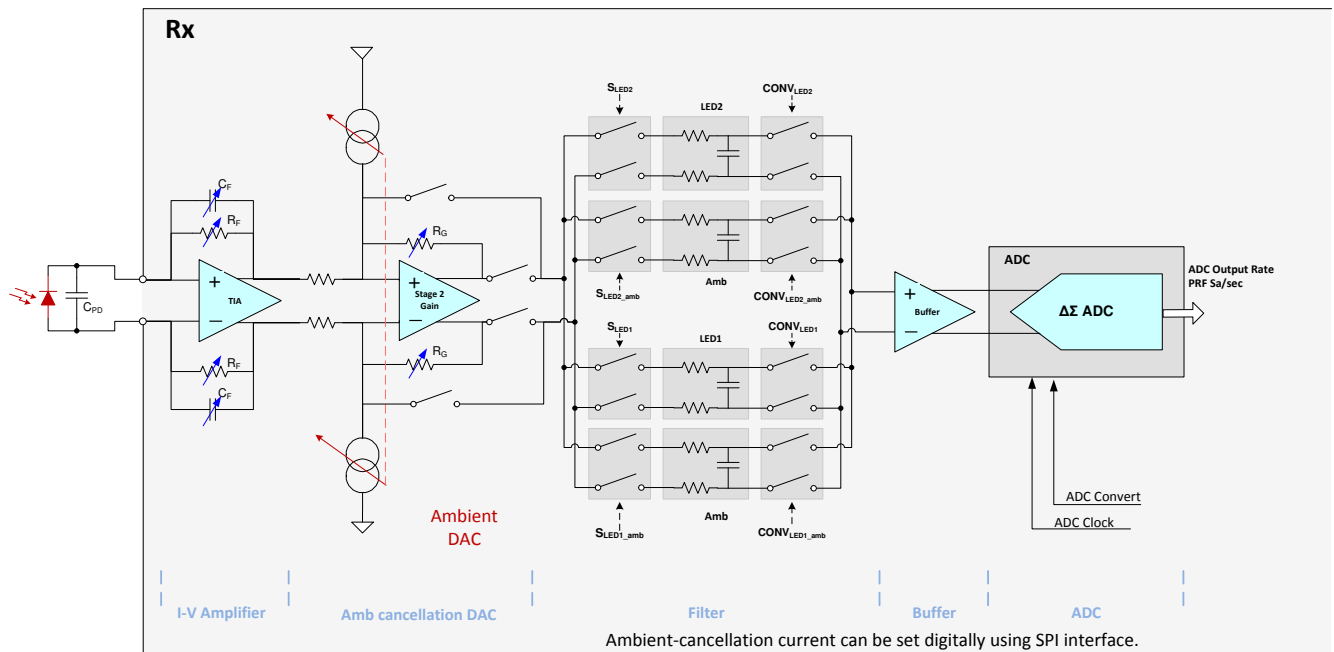 Rx
SLED2
LED2
CONVLED2
CF
RF
RG
CPD
+
TIA
−
+
Stage 2
Gain
−
RG
RF
CF
SLED2_amb
Amb
CONVLED2_amb
SLED1
LED1
CONVLED1
SLED1_amb
Amb
CONVLED1_amb
+
Buffer
−
ADC
ΔΣ ADC
ADC Output Rate
PRF Sa/sec
ADC Convert
ADC Clock
Ambient
DAC
I-V Amplifier
Amb cancellation DAC
Filter
Buffer
ADC
Ambient-cancellation current can be set digitally using SPI interface.